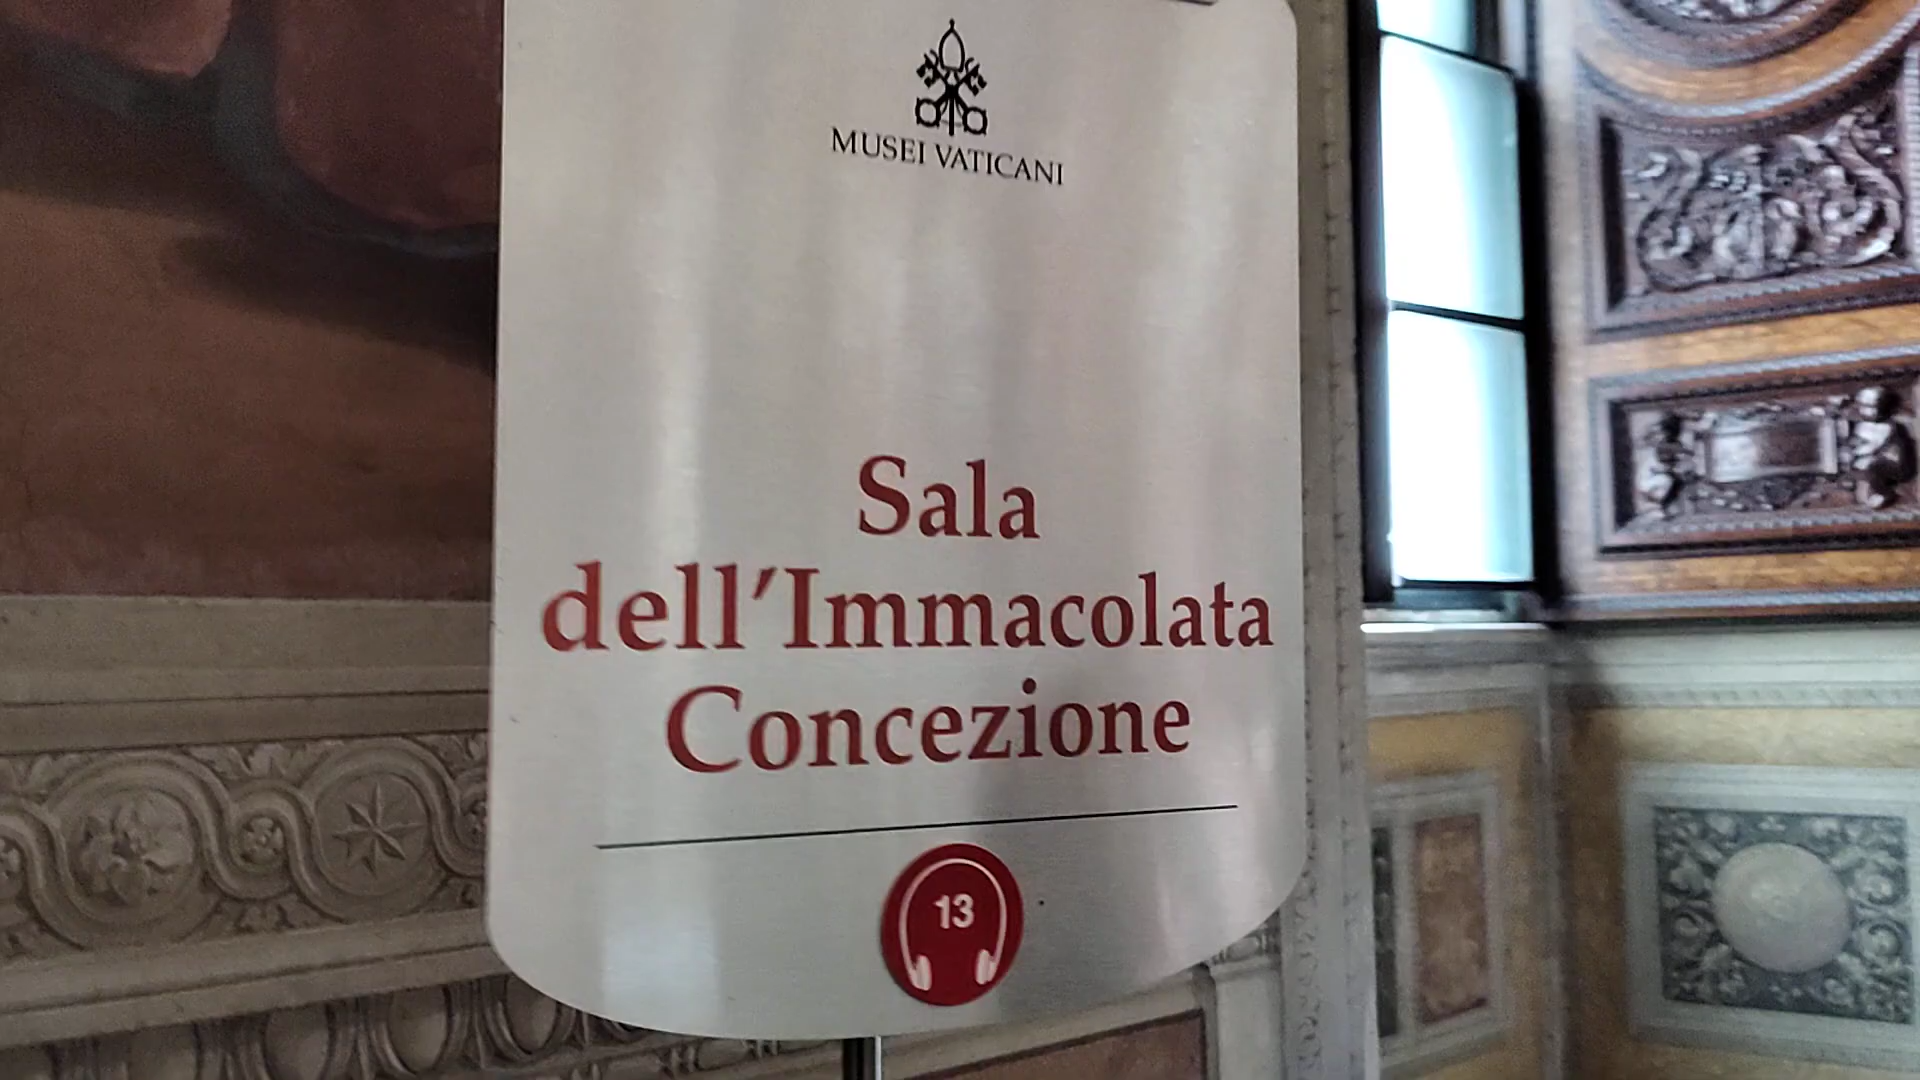 MUSEI VATICANI
Sala
dell'Immacolata
Concezione
13